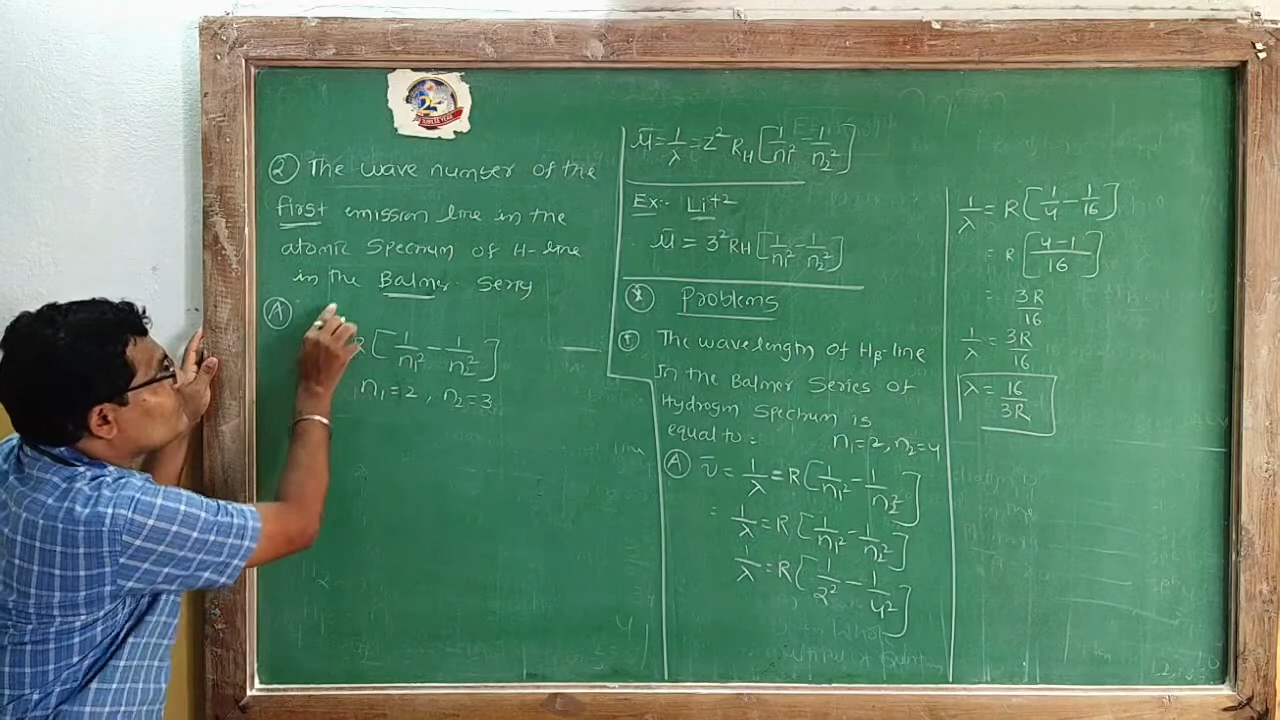 ② The wave number of the
first emission line in the
atomic Spectrum of H-line
in the Balmer Serry
Ⓐ
R[1/n₁² - 1/n₂²]
n₁=2, n₂=3
ū = 1/λ = Z² R_H [1/n₁² - 1/n₂²]
Ex:- Li⁺²
ū = 3² RH [1/n₁² - 1/n₂²]
Problems
① The wavelength of Hβ-line
In the Balmer Series of
Hydrogen Spectrum is
equal to: n₁=2, n₂=4
Ⓐ ῡ = 1/λ = R[1/n₁² - 1/n₂²]
= 1/λ = R[1/n₁² - 1/n₂²]
1/λ = R[1/2² - 1/4²]
1/λ = R[1/4 - 1/16]
= R[4-1/16]
= 3R/16
1/λ = 3R/16
λ = 16/3R